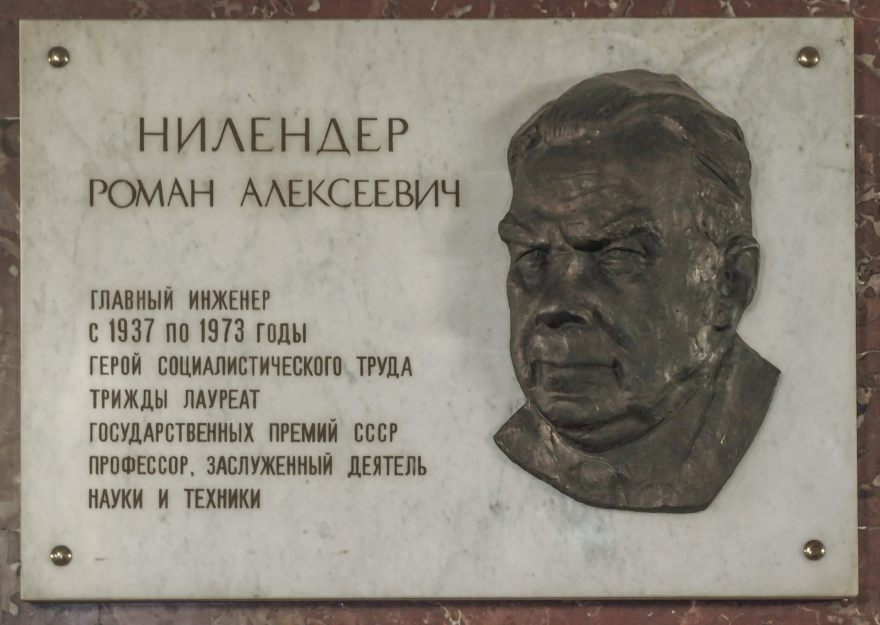 НИЛЕНДЕР
РОМАН АЛЕКСЕЕВИЧ
ГЛАВНЫЙ ИНЖЕНЕР
С 1937 ПО 1973 ГОДЫ
ГЕРОЙ СОЦИАЛИСТИЧЕСКОГО ТРУДА
ТРИЖДЫ ЛАУРЕАТ
ГОСУДАРСТВЕННЫХ ПРЕМИЙ СССР
ПРОФЕССОР, ЗАСЛУЖЕННЫЙ ДЕЯТЕЛЬ
НАУКИ И ТЕХНИКИ